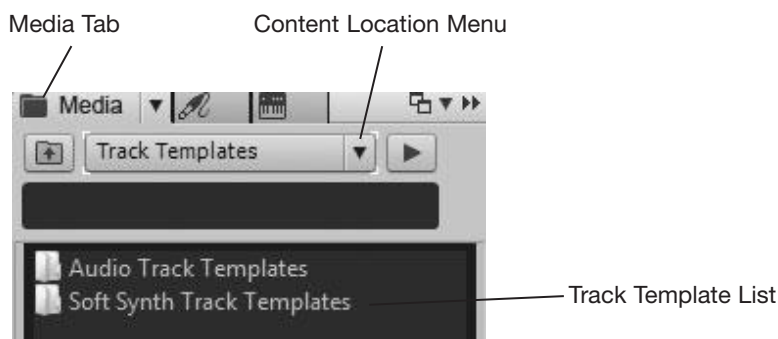 Media Tab
Content Location Menu
Media
Track Templates
Audio Track Templates
Soft Synth Track Templates
Track Template List